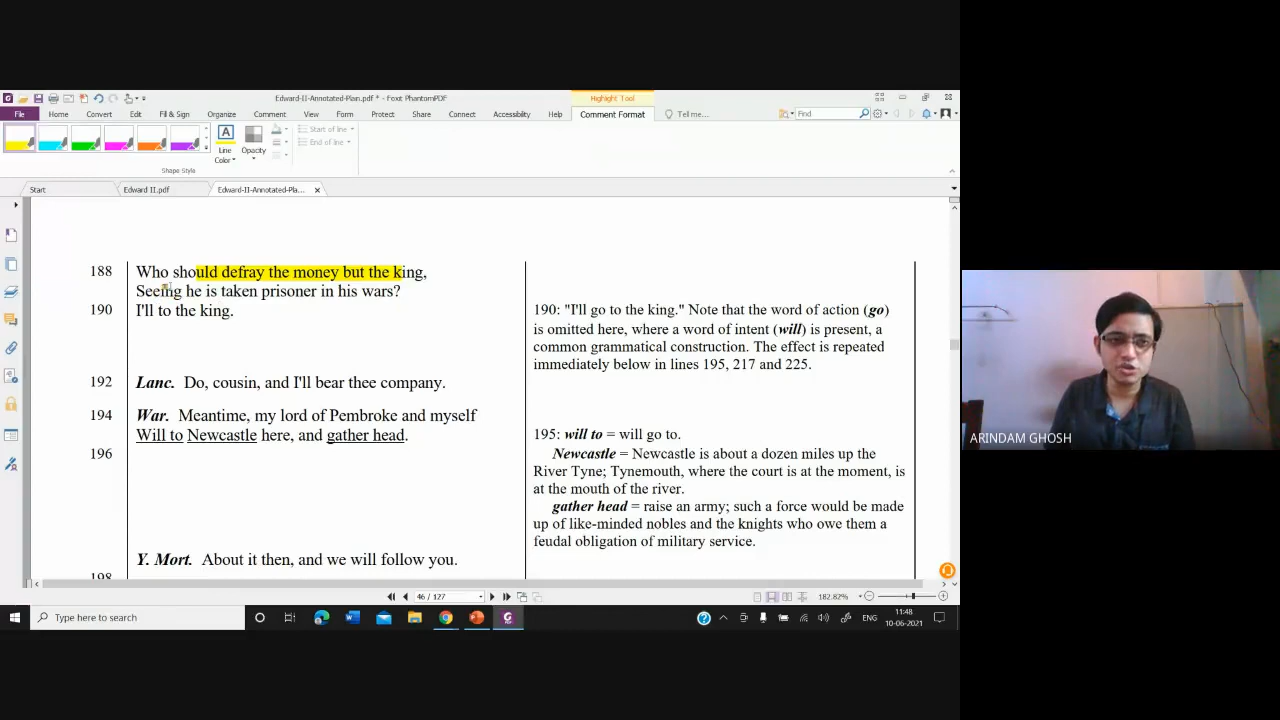 Edward-II-Annotated-Plan.pdf * - Foxit PhantomPDF
Highlight Tool
File Home Convert Edit Fill & Sign Organize Comment View Form Protect Share Connect Accessibility Help Comment Format Tell me... Find
Line Color
Opacity
Start of line
End of line
Shape Style
Start
Edward II.pdf
Edward-II-Annotated-Pla...
188 Who should defray the money but the king,
Seeing he is taken prisoner in his wars?
190 I'll to the king.
190: "I'll go to the king." Note that the word of action (go)
is omitted here, where a word of intent (will) is present, a
common grammatical construction. The effect is repeated
immediately below in lines 195, 217 and 225.
192 Lanc. Do, cousin, and I'll bear thee company.
194 War. Meantime, my lord of Pembroke and myself
Will to Newcastle here, and gather head.
196
195: will to = will go to.
Newcastle = Newcastle is about a dozen miles up the
River Tyne; Tynemouth, where the court is at the moment, is
at the mouth of the river.
gather head = raise an army; such a force would be made
up of like-minded nobles and the knights who owe them a
feudal obligation of military service.
Y. Mort. About it then, and we will follow you.
198
ARINDAM GHOSH
46 / 127
182.82%
Type here to search
ENG
11:48
10-06-2021